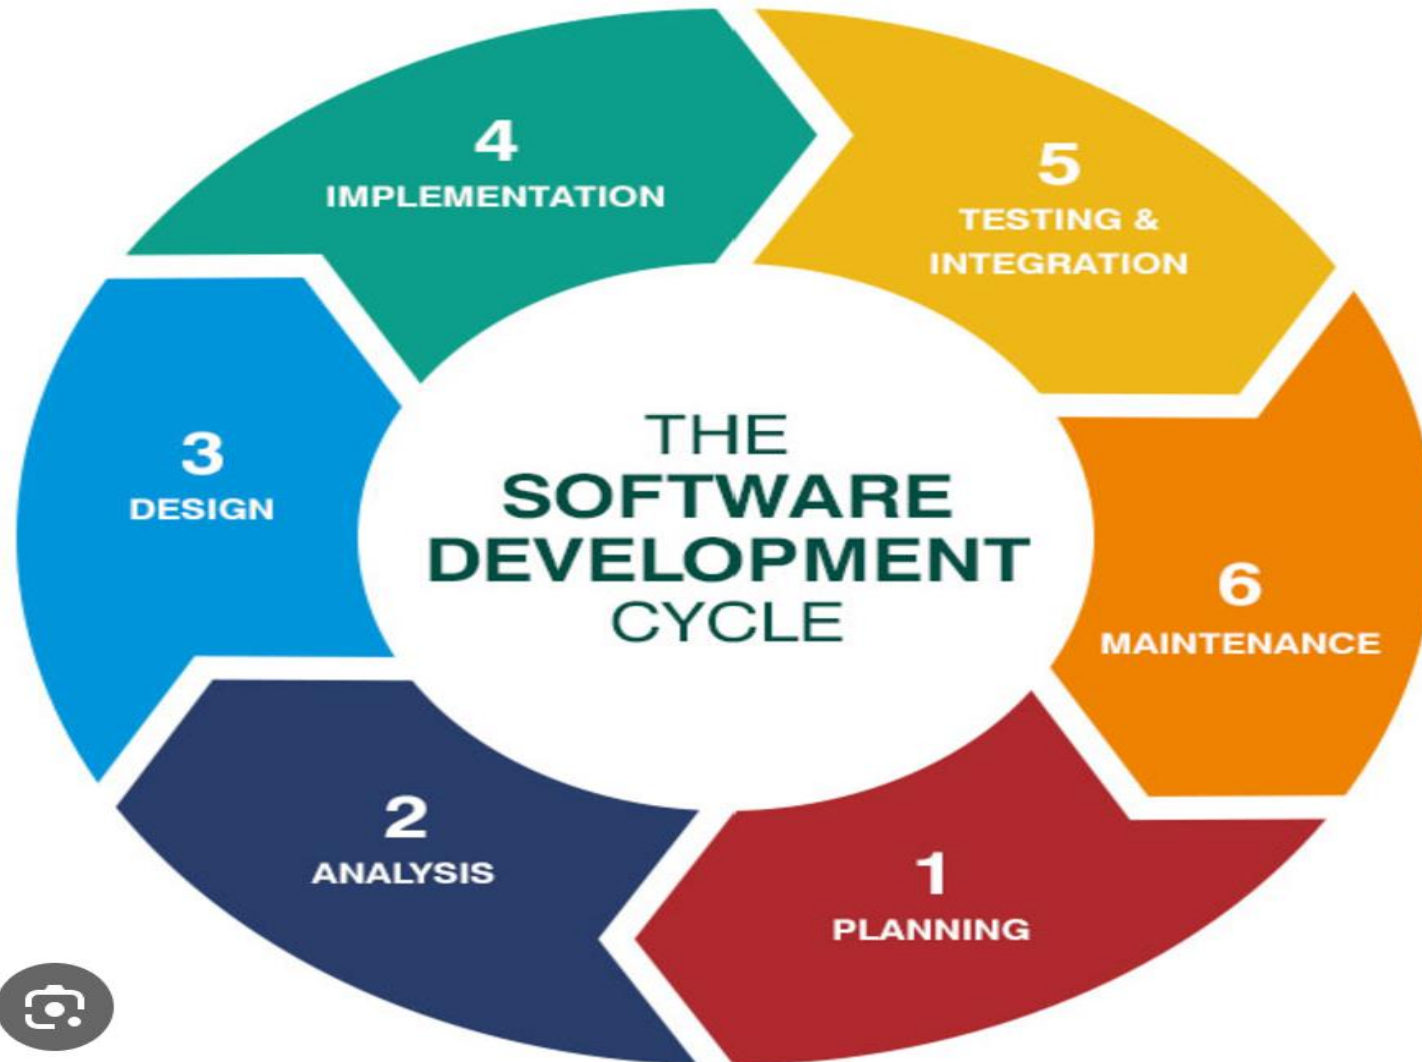 THE
SOFTWARE
DEVELOPMENT
CYCLE
1
PLANNING
2
ANALYSIS
3
DESIGN
4
IMPLEMENTATION
5
TESTING &
INTEGRATION
6
MAINTENANCE